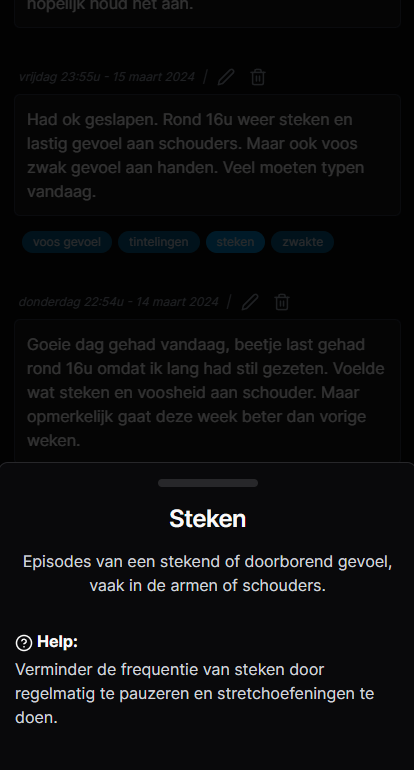 hopelijk houd het aan.
vrijdag 23:55u - 15 maart 2024 |
Had ok geslapen. Rond 16u weer steken en
lastig gevoel aan schouders. Maar ook voos
zwak gevoel aan handen. Veel moeten typen
vandaag.
voos gevoel tintelingen steken zwakte
donderdag 22:54u - 14 maart 2024 |
Goeie dag gehad vandaag, beetje last gehad
rond 16u omdat ik lang had stil gezeten. Voelde
wat steken en voosheid aan schouder. Maar
opmerkelijk gaat deze week beter dan vorige
weken.
Steken
Episodes van een stekend of doorborend gevoel,
vaak in de armen of schouders.
Help:
Verminder de frequentie van steken door
regelmatig te pauzeren en stretchoefeningen te
doen.